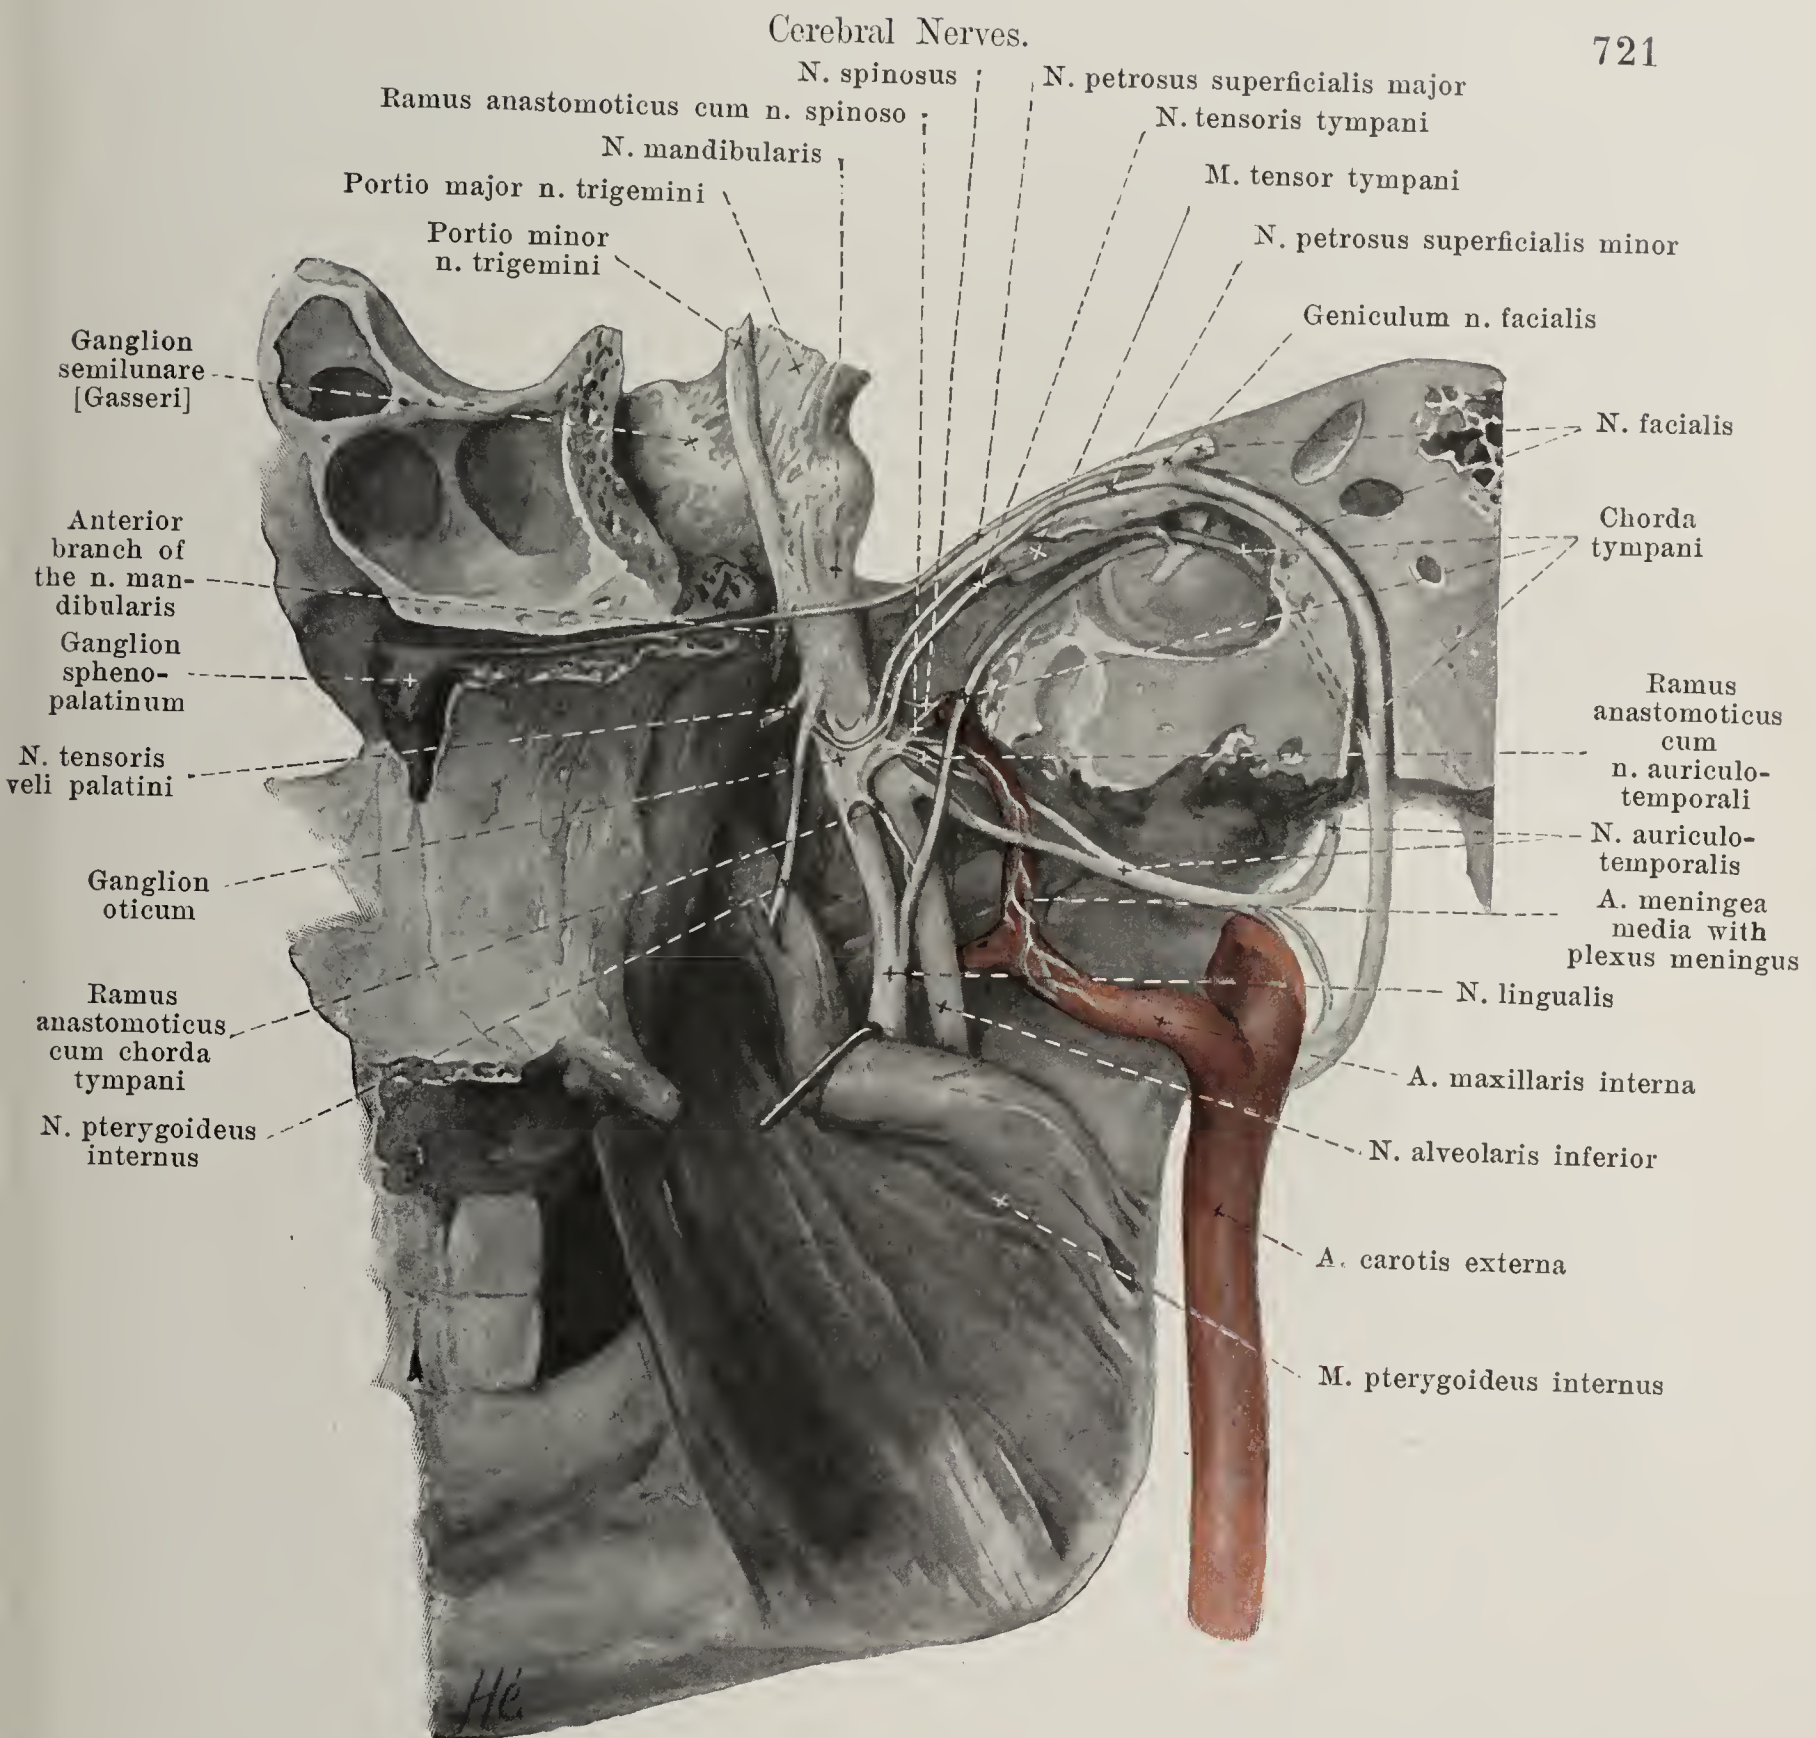 Cerebral Nerves.
721
N. spinosus
N. petrosus superficialis major
Ramus anastomoticus cum n. spinoso
N. tensoris tympani
N. mandibularis
M. tensor tympani
Portio major n. trigemini
Portio minor
n. trigemini
N. petrosus superficialis minor
Geniculum n. facialis
Ganglion
semilunare
[Gasseri]
N. facialis
Anterior
branch of
the n. man-
dibularis
Chorda
tympani
Ganglion
spheno-
palatinum
Ramus
anastomoticus
cum
n. auriculo-
temporali
N. tensoris
veli palatini
N. auriculo-
temporalis
Ganglion
oticum
A. meningea
media with
plexus meningus
Ramus
anastomoticus
cum chorda
tympani
N. lingualis
A. maxillaris interna
N. pterygoideus
internus
N. alveolaris inferior
A. carotis externa
M. pterygoideus internus
Hé